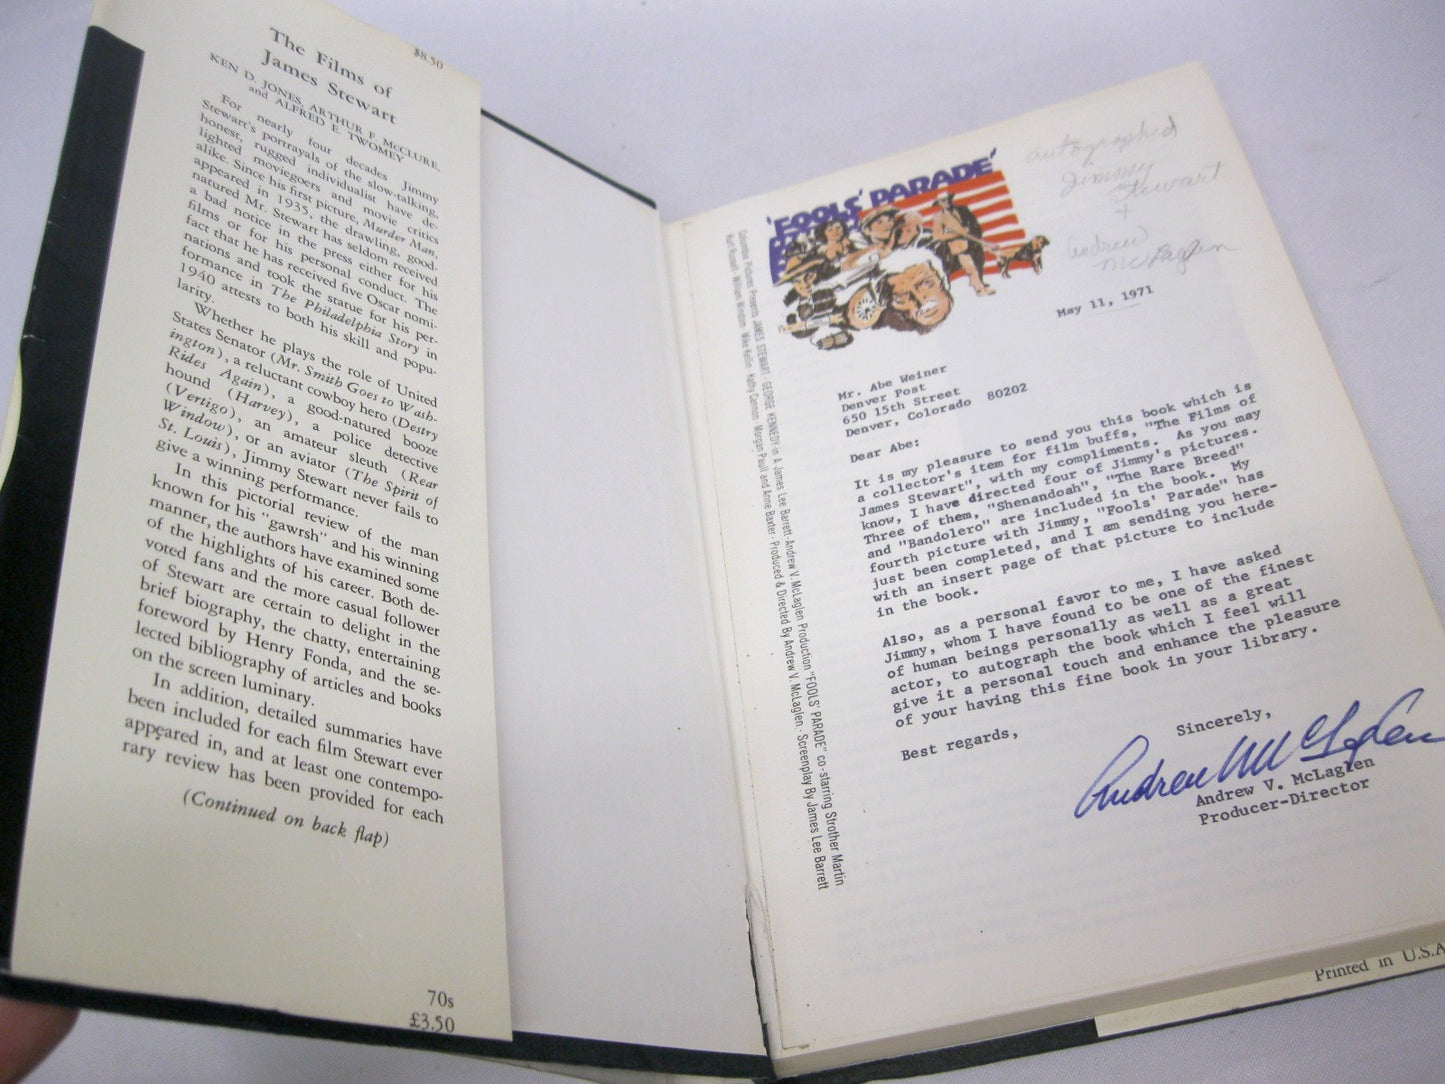 $8.50
The Films of
James Stewart
KEN D. JONES, ARTHUR F. McCLURE,
and ALFRED E. TWOMEY
For nearly four decades Jimmy
Stewart's portrayals of the slow-talking,
honest, rugged individualist have de-
lighted moviegoers and movie critics
alike. Since his first picture, Murder Man,
appeared in 1935, the drawling, good-
natured Mr. Stewart has seldom received
a bad notice in the press either for his
films or for his personal conduct. The
fact that he has received five Oscar nomi-
nations and took the statue for his per-
formance in The Philadelphia Story in
1940 attests to both his skill and popu-
larity.
Whether he plays the role of United
States Senator (Mr. Smith Goes to Wash-
ington), a reluctant cowboy hero (Destry
Rides Again), a good-natured booze
hound (Harvey), a police detective
(Vertigo), an amateur sleuth (Rear
Window), or an aviator (The Spirit of
St. Louis), Jimmy Stewart never fails to
give a winning performance.
In this pictorial review of the man
known for his "gawrsh" and his winning
manner, the authors have examined some
of the highlights of his career. Both de-
voted fans and the more casual follower
of Stewart are certain to delight in the
brief biography, the chatty, entertaining
foreword by Henry Fonda, and the se-
lected bibliography of articles and books
on the screen luminary.
In addition, detailed summaries have
been included for each film Stewart ever
appeared in, and at least one contempo-
rary review has been provided for each
(Continued on back flap)
70s
£3.50
'FOOLS' PARADE'
Columbia Pictures Presents JAMES STEWART · GEORGE KENNEDY in A James Lee Barrett-Andrew V. McLaglen Production "FOOLS' PARADE" co-starring Strother Martin
Kurt Russell · William Windom · Mike Kellin · Kathy Cannon · Morgan Paull and Anne Baxter · Produced & Directed By Andrew V. McLaglen · Screenplay By James Lee Barrett
autographed
Jimmy
Stewart
+
Andrew
McLaglen
May 11, 1971
Mr. Abe Weiner
Denver Post
650 15th Street
Denver, Colorado 80202
Dear Abe:
It is my pleasure to send you this book which is
a collector's item for film buffs, "The Films of
James Stewart", with my compliments. As you may
know, I have directed four of Jimmy's pictures.
Three of them, "Shenandoah", "The Rare Breed"
and "Bandolero" are included in the book. My
fourth picture with Jimmy, "Fools' Parade" has
just been completed, and I am sending you here-
with an insert page of that picture to include
in the book.
Also, as a personal favor to me, I have asked
Jimmy, whom I have found to be one of the finest
of human beings personally as well as a great
actor, to autograph the book which I feel will
give it a personal touch and enhance the pleasure
of your having this fine book in your library.
Best regards,
Sincerely,
Andrew McLaglen
Andrew V. McLaglen
Producer-Director
Printed in U.S.A